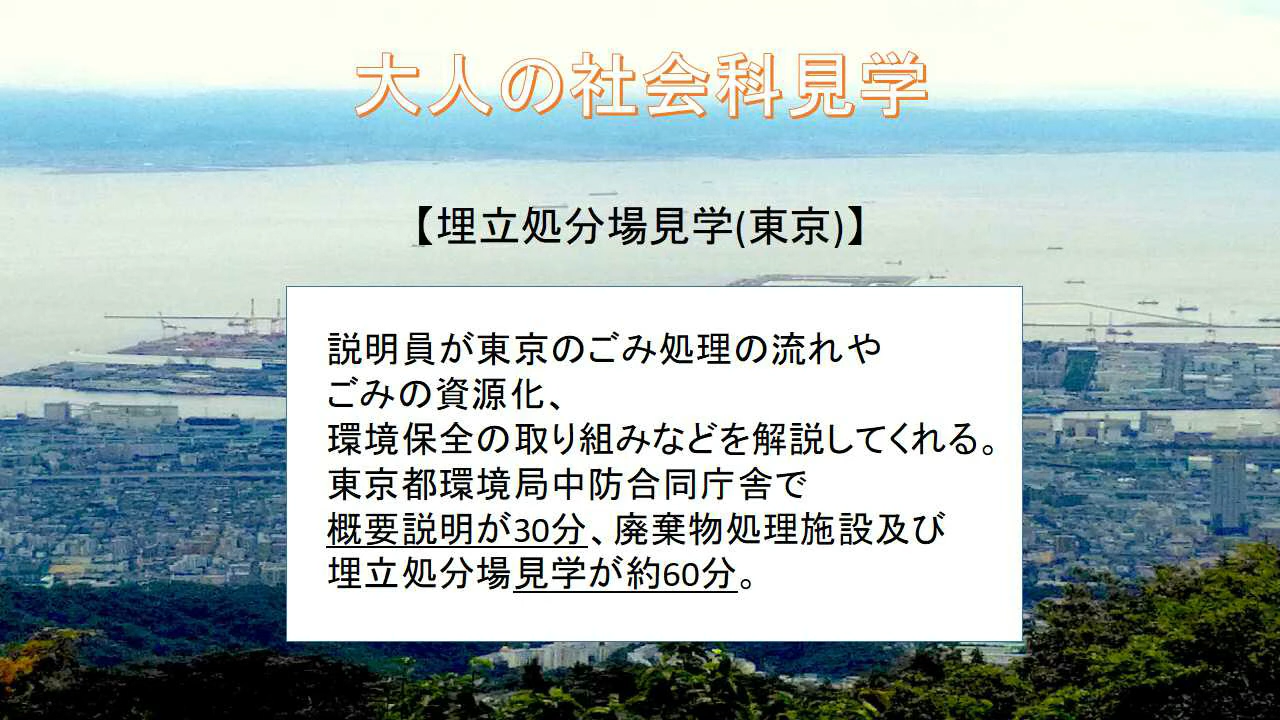 大人の社会科見学
【埋立処分場見学(東京)】
説明員が東京のごみ処理の流れや
ごみの資源化、
環境保全の取り組みなどを解説してくれる。
東京都環境局中防合同庁舎で
概要説明が30分、廃棄物処理施設及び
埋立処分場見学が約60分。